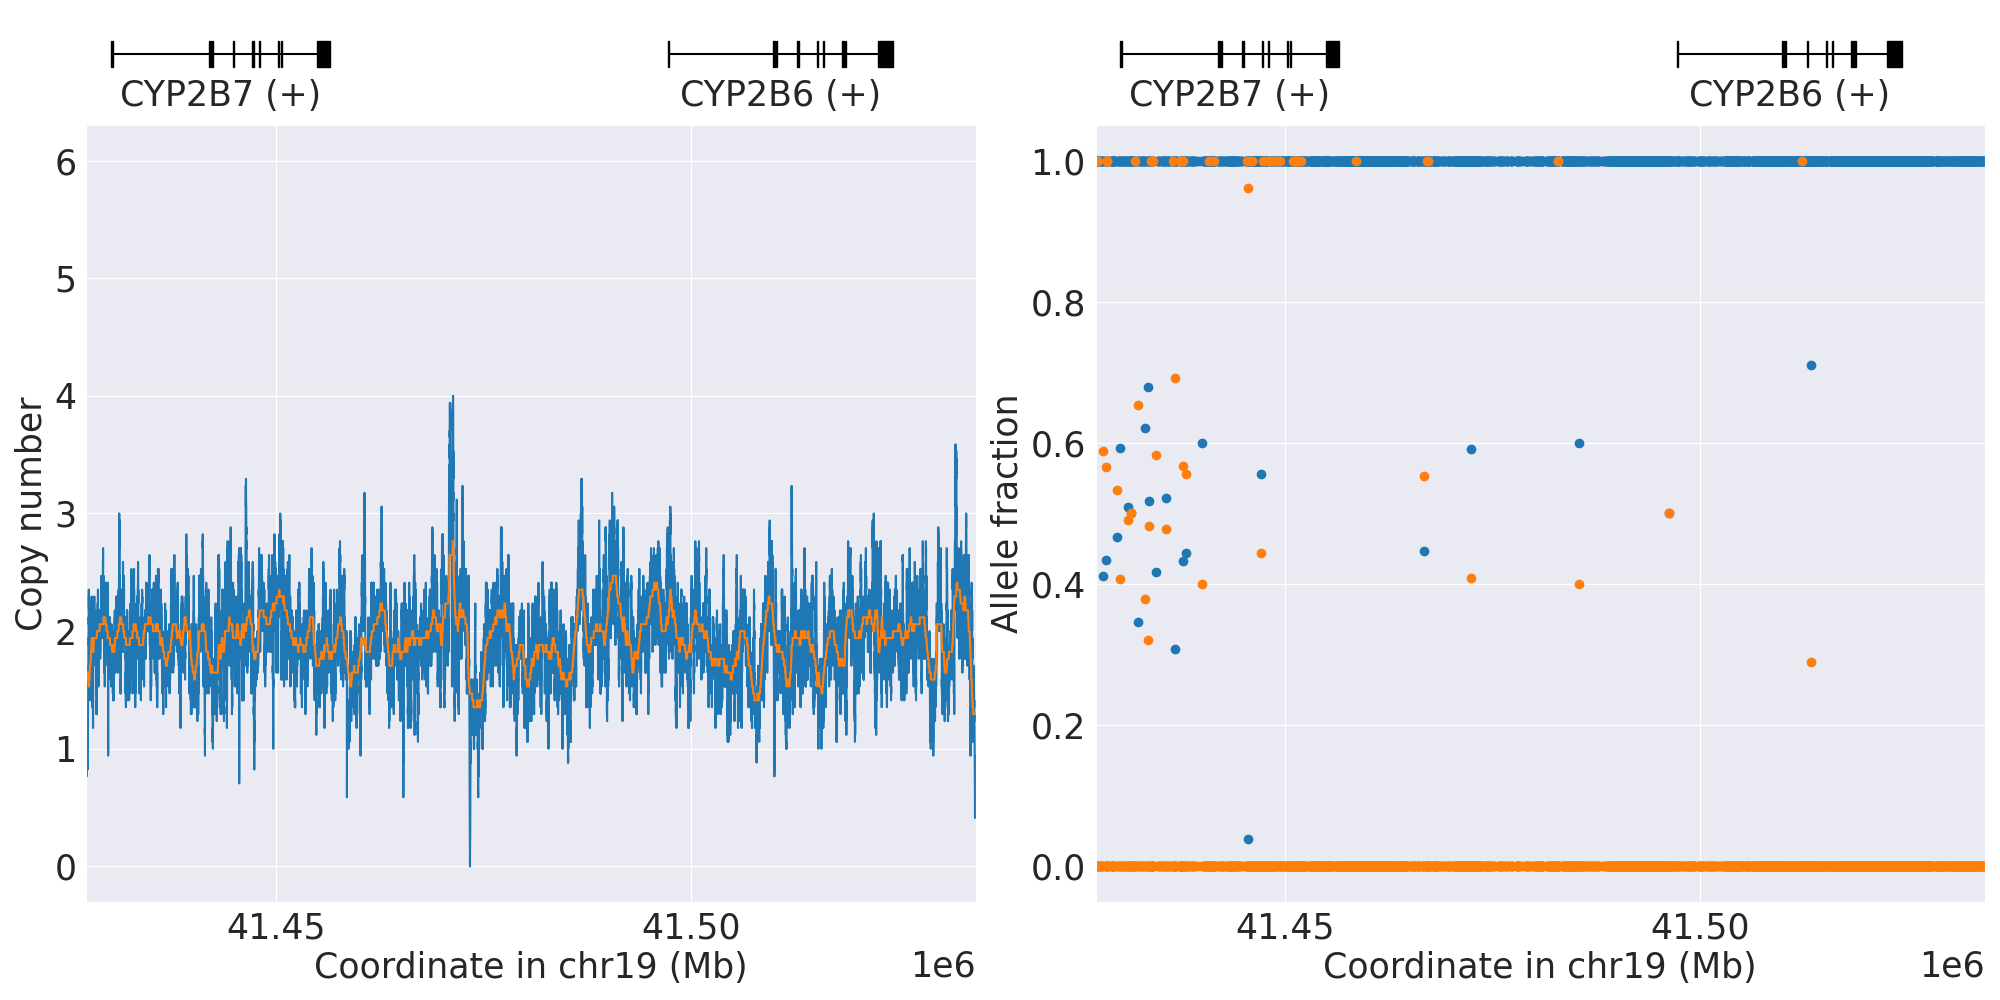 CYP2B7 (+) CYP2B6 (+)
6
5
4
3
2
1
0
Copy number
41.45 41.50
Coordinate in chr19 (Mb) 1e6
CYP2B7 (+) CYP2B6 (+)
1.0
0.8
0.6
0.4
0.2
0.0
Allele fraction
41.45 41.50
Coordinate in chr19 (Mb) 1e6